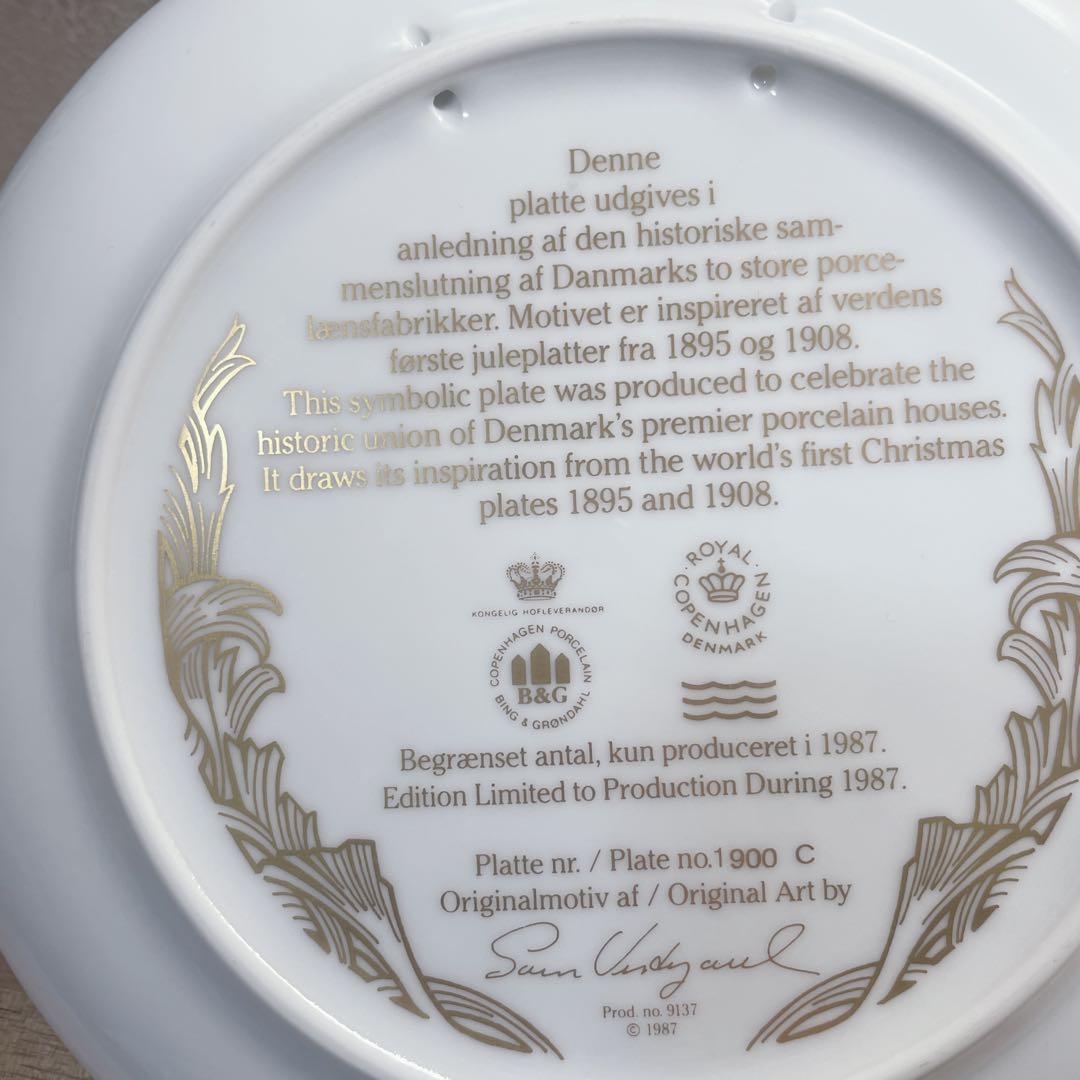 Denne
platte udgives i
anledning af den historiske sam-
menslutning af Danmarks to store porce-
lænsfabrikker. Motivet er inspireret af verdens
første juleplatter fra 1895 og 1908.
This symbolic plate was produced to celebrate the
historic union of Denmark's premier porcelain houses.
It draws its inspiration from the world's first Christmas
plates 1895 and 1908.
KONGELIG HOFLEVERANDØR
COPENHAGEN PORCELAIN
B&G
BING & GRØNDAHL
ROYAL
COPENHAGEN
DENMARK
Begrænset antal, kun produceret i 1987.
Edition Limited to Production During 1987.
Platte nr. / Plate no.1900 C
Originalmotiv af / Original Art by
Prod. no. 9137
© 1987